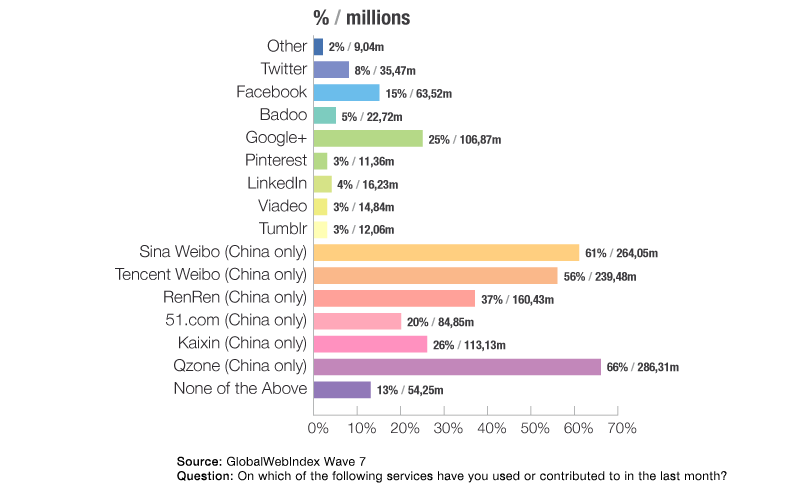 % / millions
Other 2% / 9,04m
Twitter 8% / 35,47m
Facebook 15% / 63,52m
Badoo 5% / 22,72m
Google+ 25% / 106,87m
Pinterest 3% / 11,36m
LinkedIn 4% / 16,23m
Viadeo 3% / 14,84m
Tumblr 3% / 12,06m
Sina Weibo (China only) 61% / 264,05m
Tencent Weibo (China only) 56% / 239,48m
RenRen (China only) 37% / 160,43m
51.com (China only) 20% / 84,85m
Kaixin (China only) 26% / 113,13m
Qzone (China only) 66% / 286,31m
None of the Above 13% / 54,25m
0% 10% 20% 30% 40% 50% 60% 70%
Source: GlobalWebIndex Wave 7
Question: On which of the following services have you used or contributed to in the last month?